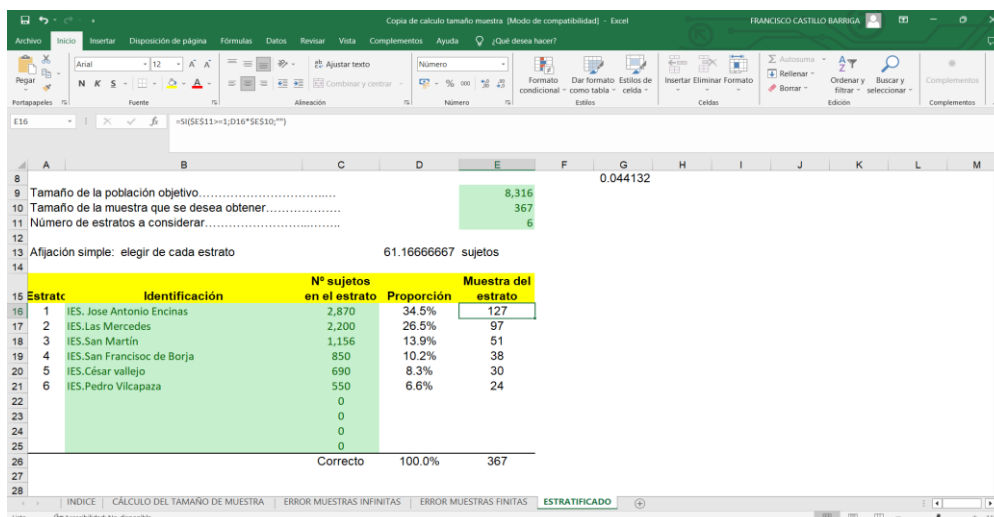 Copia de calculo tamaño muestra [Modo de compatibilidad] - Excel
FRANCISCO CASTILLO BARRIGA
Archivo Inicio Insertar Disposición de página Fórmulas Datos Revisar Vista Complementos Ayuda ¿Qué desea hacer?
Pegar
Arial 12
N K S
Ajustar texto
Combinar y centrar
Número
% 000
Formato condicional
Dar formato como tabla
Estilos de celda
Insertar Eliminar Formato
Autosuma
Rellenar
Borrar
Ordenar y filtrar
Buscar y seleccionar
Complementos
Portapapeles Fuente Alineación Número Estilos Celdas Edición Complementos
E16 fx =SI($E$11>=1;D16*$E$10;"")
A B C D E F G H I J K L M
8 0.044132
9 Tamaño de la población objetivo................................. 8,316
10 Tamaño de la muestra que se desea obtener................... 367
11 Número de estratos a considerar.................................. 6
12
13 Afijación simple: elegir de cada estrato 61.16666667 sujetos
14
Nº sujetos Muestra del
15 Estrato Identificación en el estrato Proporción estrato
16 1 IES. Jose Antonio Encinas 2,870 34.5% 127
17 2 IES.Las Mercedes 2,200 26.5% 97
18 3 IES.San Martín 1,156 13.9% 51
19 4 IES.San Francisoc de Borja 850 10.2% 38
20 5 IES.César vallejo 690 8.3% 30
21 6 IES.Pedro Vilcapaza 550 6.6% 24
22 0
23 0
24 0
25 0
26 Correcto 100.0% 367
27
28
INDICE CÁLCULO DEL TAMAÑO DE MUESTRA ERROR MUESTRAS INFINITAS ERROR MUESTRAS FINITAS ESTRATIFICADO